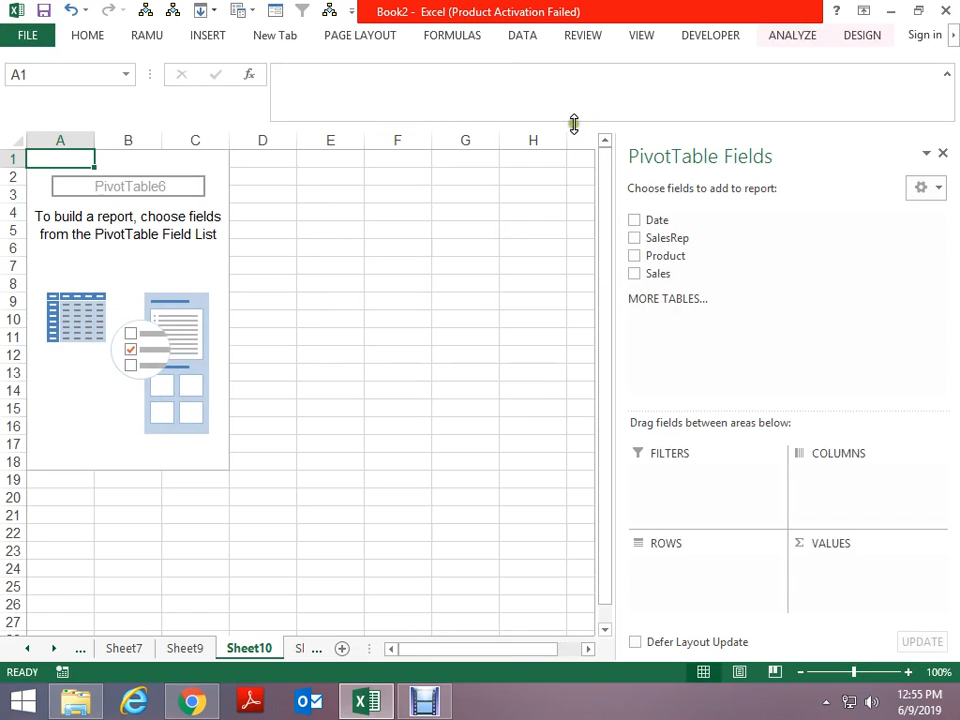 Book2 - Excel (Product Activation Failed)
?
FILE HOME RAMU INSERT New Tab PAGE LAYOUT FORMULAS DATA REVIEW VIEW DEVELOPER ANALYZE DESIGN Sign in
A1 fx
A B C D E F G H
1
2
3
4
5
6
7
8
9
10
11
12
13
14
15
16
17
18
19
20
21
22
23
24
25
26
27
PivotTable6
To build a report, choose fields
from the PivotTable Field List
PivotTable Fields
Choose fields to add to report:
Date
SalesRep
Product
Sales
MORE TABLES...
Drag fields between areas below:
FILTERS COLUMNS
ROWS Σ VALUES
Defer Layout Update UPDATE
... Sheet7 Sheet9 Sheet10 Sl ...
READY 100%
12:55 PM
6/9/2019